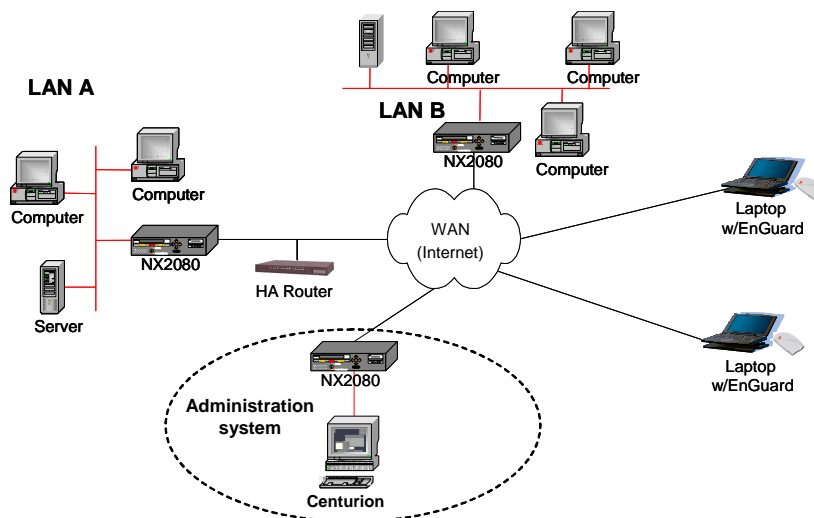 Computer
Computer
LAN A
LAN B
NX2080
Computer
Computer
Computer
Laptop
w/EnGuard
WAN
(Internet)
NX2080
HA Router
Server
Laptop
w/EnGuard
NX2080
Administration
system
Centurion